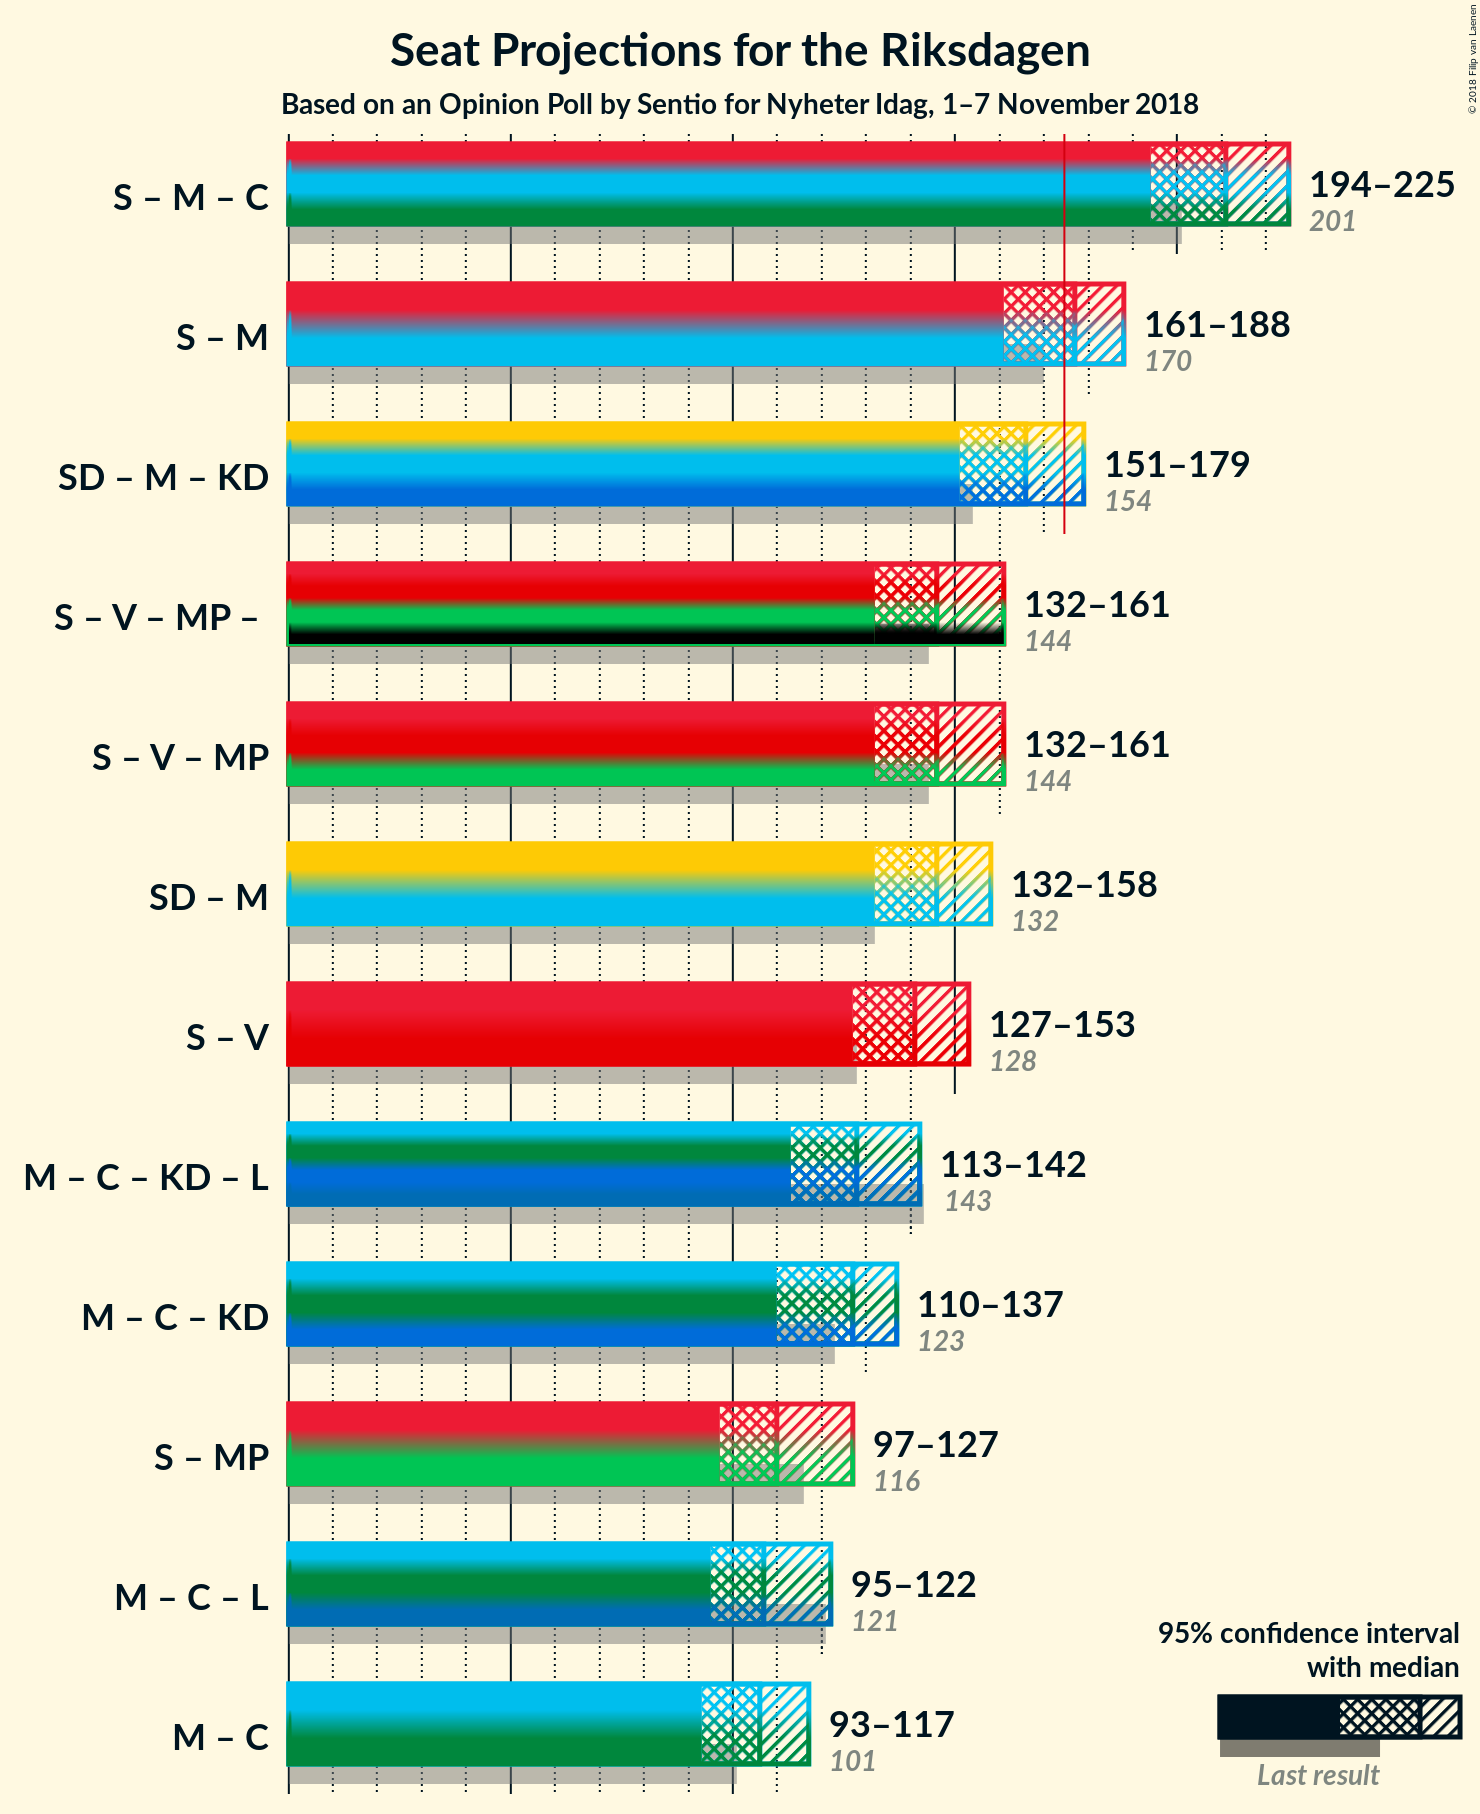 Seat Projections for the Riksdagen
Based on an Opinion Poll by Sentio for Nyheter Idag, 1–7 November 2018
© 2018 Filip van Laenen
S – M – C
194–225
201
S – M
161–188
170
SD – M – KD
151–179
154
S – V – MP –
132–161
144
S – V – MP
132–161
144
SD – M
132–158
132
S – V
127–153
128
M – C – KD – L
113–142
143
M – C – KD
110–137
123
S – MP
97–127
116
M – C – L
95–122
121
M – C
93–117
101
95% confidence interval
with median
Last result